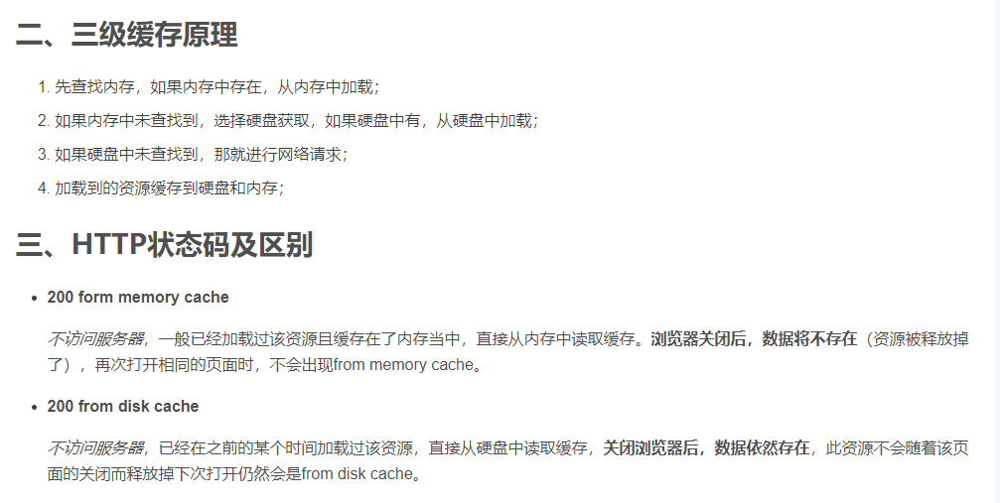 二、三级缓存原理
1. 先查找内存，如果内存中存在，从内存中加载；
2. 如果内存中未查找到，选择硬盘获取，如果硬盘中有，从硬盘中加载；
3. 如果硬盘中未查找到，那就进行网络请求；
4. 加载到的资源缓存到硬盘和内存；
三、HTTP状态码及区别
• 200 form memory cache
不访问服务器，一般已经加载过该资源且缓存在了内存当中，直接从内存中读取缓存。浏览器关闭后，数据将不存在（资源被释放掉
了），再次打开相同的页面时，不会出现from memory cache。
• 200 from disk cache
不访问服务器，已经在之前的某个时间加载过该资源，直接从硬盘中读取缓存，关闭浏览器后，数据依然存在，此资源不会随着该页
面的关闭而释放掉下次打开仍然会是from disk cache。